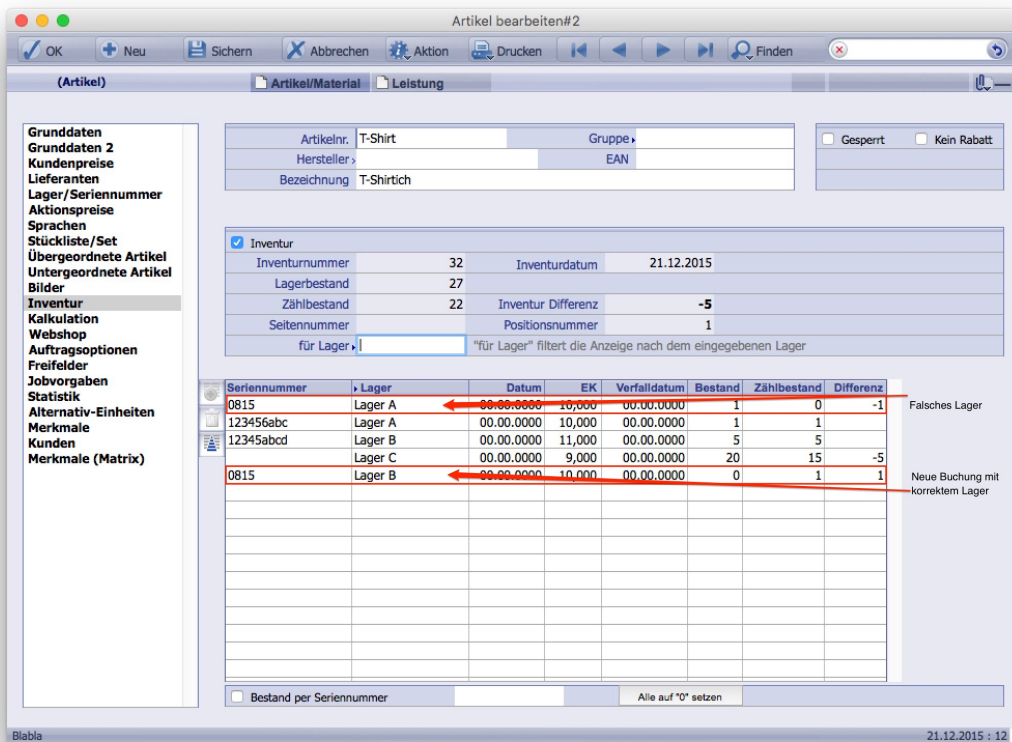 Artikel bearbeiten#2
OK Neu Sichern Abbrechen Aktion Drucken Finden
(Artikel) Artikel/Material Leistung
Grunddaten
Grunddaten 2
Kundenpreise
Lieferanten
Lager/Seriennummer
Aktionspreise
Sprachen
Stückliste/Set
Übergeordnete Artikel
Untergeordnete Artikel
Bilder
Inventur
Kalkulation
Webshop
Auftragsoptionen
Freifelder
Jobvorgaben
Statistik
Alternativ-Einheiten
Merkmale
Kunden
Merkmale (Matrix)
Artikelnr. T-Shirt Gruppe
Hersteller EAN
Bezeichnung T-Shirtich
Gesperrt Kein Rabatt
Inventur
Inventurnummer 32 Inventurdatum 21.12.2015
Lagerbestand 27
Zählbestand 22 Inventur Differenz -5
Seitennummer Positionsnummer 1
für Lager "für Lager" filtert die Anzeige nach dem eingegebenen Lager
Seriennummer Lager Datum EK Verfalldatum Bestand Zählbestand Differenz
0815 Lager A 00.00.0000 10,000 00.00.0000 1 0 -1
123456abc Lager A 00.00.0000 10,000 00.00.0000 1 1
12345abcd Lager B 00.00.0000 11,000 00.00.0000 5 5
Lager C 00.00.0000 9,000 00.00.0000 20 15 -5
0815 Lager B 00.00.0000 10,000 00.00.0000 0 1 1
Falsches Lager
Neue Buchung mit
korrektem Lager
Bestand per Seriennummer Alle auf "0" setzen
Blabla 21.12.2015 : 12